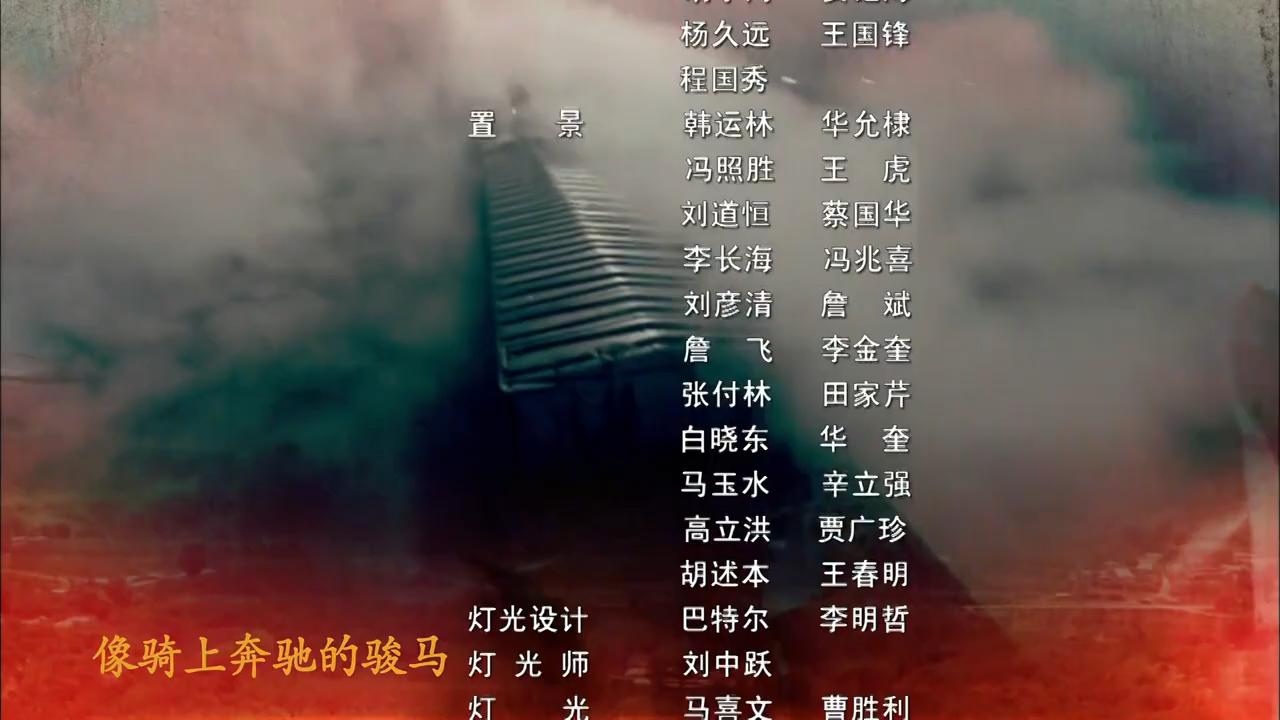 杨久远 王国锋
程国秀
置 景 韩运林 华允棣
冯照胜 王 虎
刘道恒 蔡国华
李长海 冯兆喜
刘彦清 詹 斌
詹 飞 李金奎
张付林 田家芹
白晓东 华 奎
马玉水 辛立强
高立洪 贾广珍
胡述本 王春明
灯光设计 巴特尔 李明哲
像骑上奔驰的骏马
灯 光 师 刘中跃
灯 光 马喜文 曹胜利